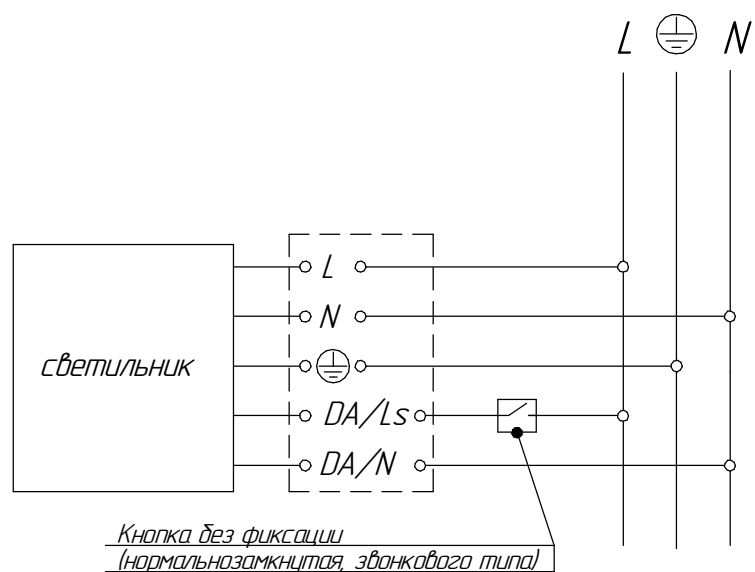 L N
L
N
светильник
DA/Ls
DA/N
Кнопка без фиксации
(нормальнозамкнутая, звонкового типа)